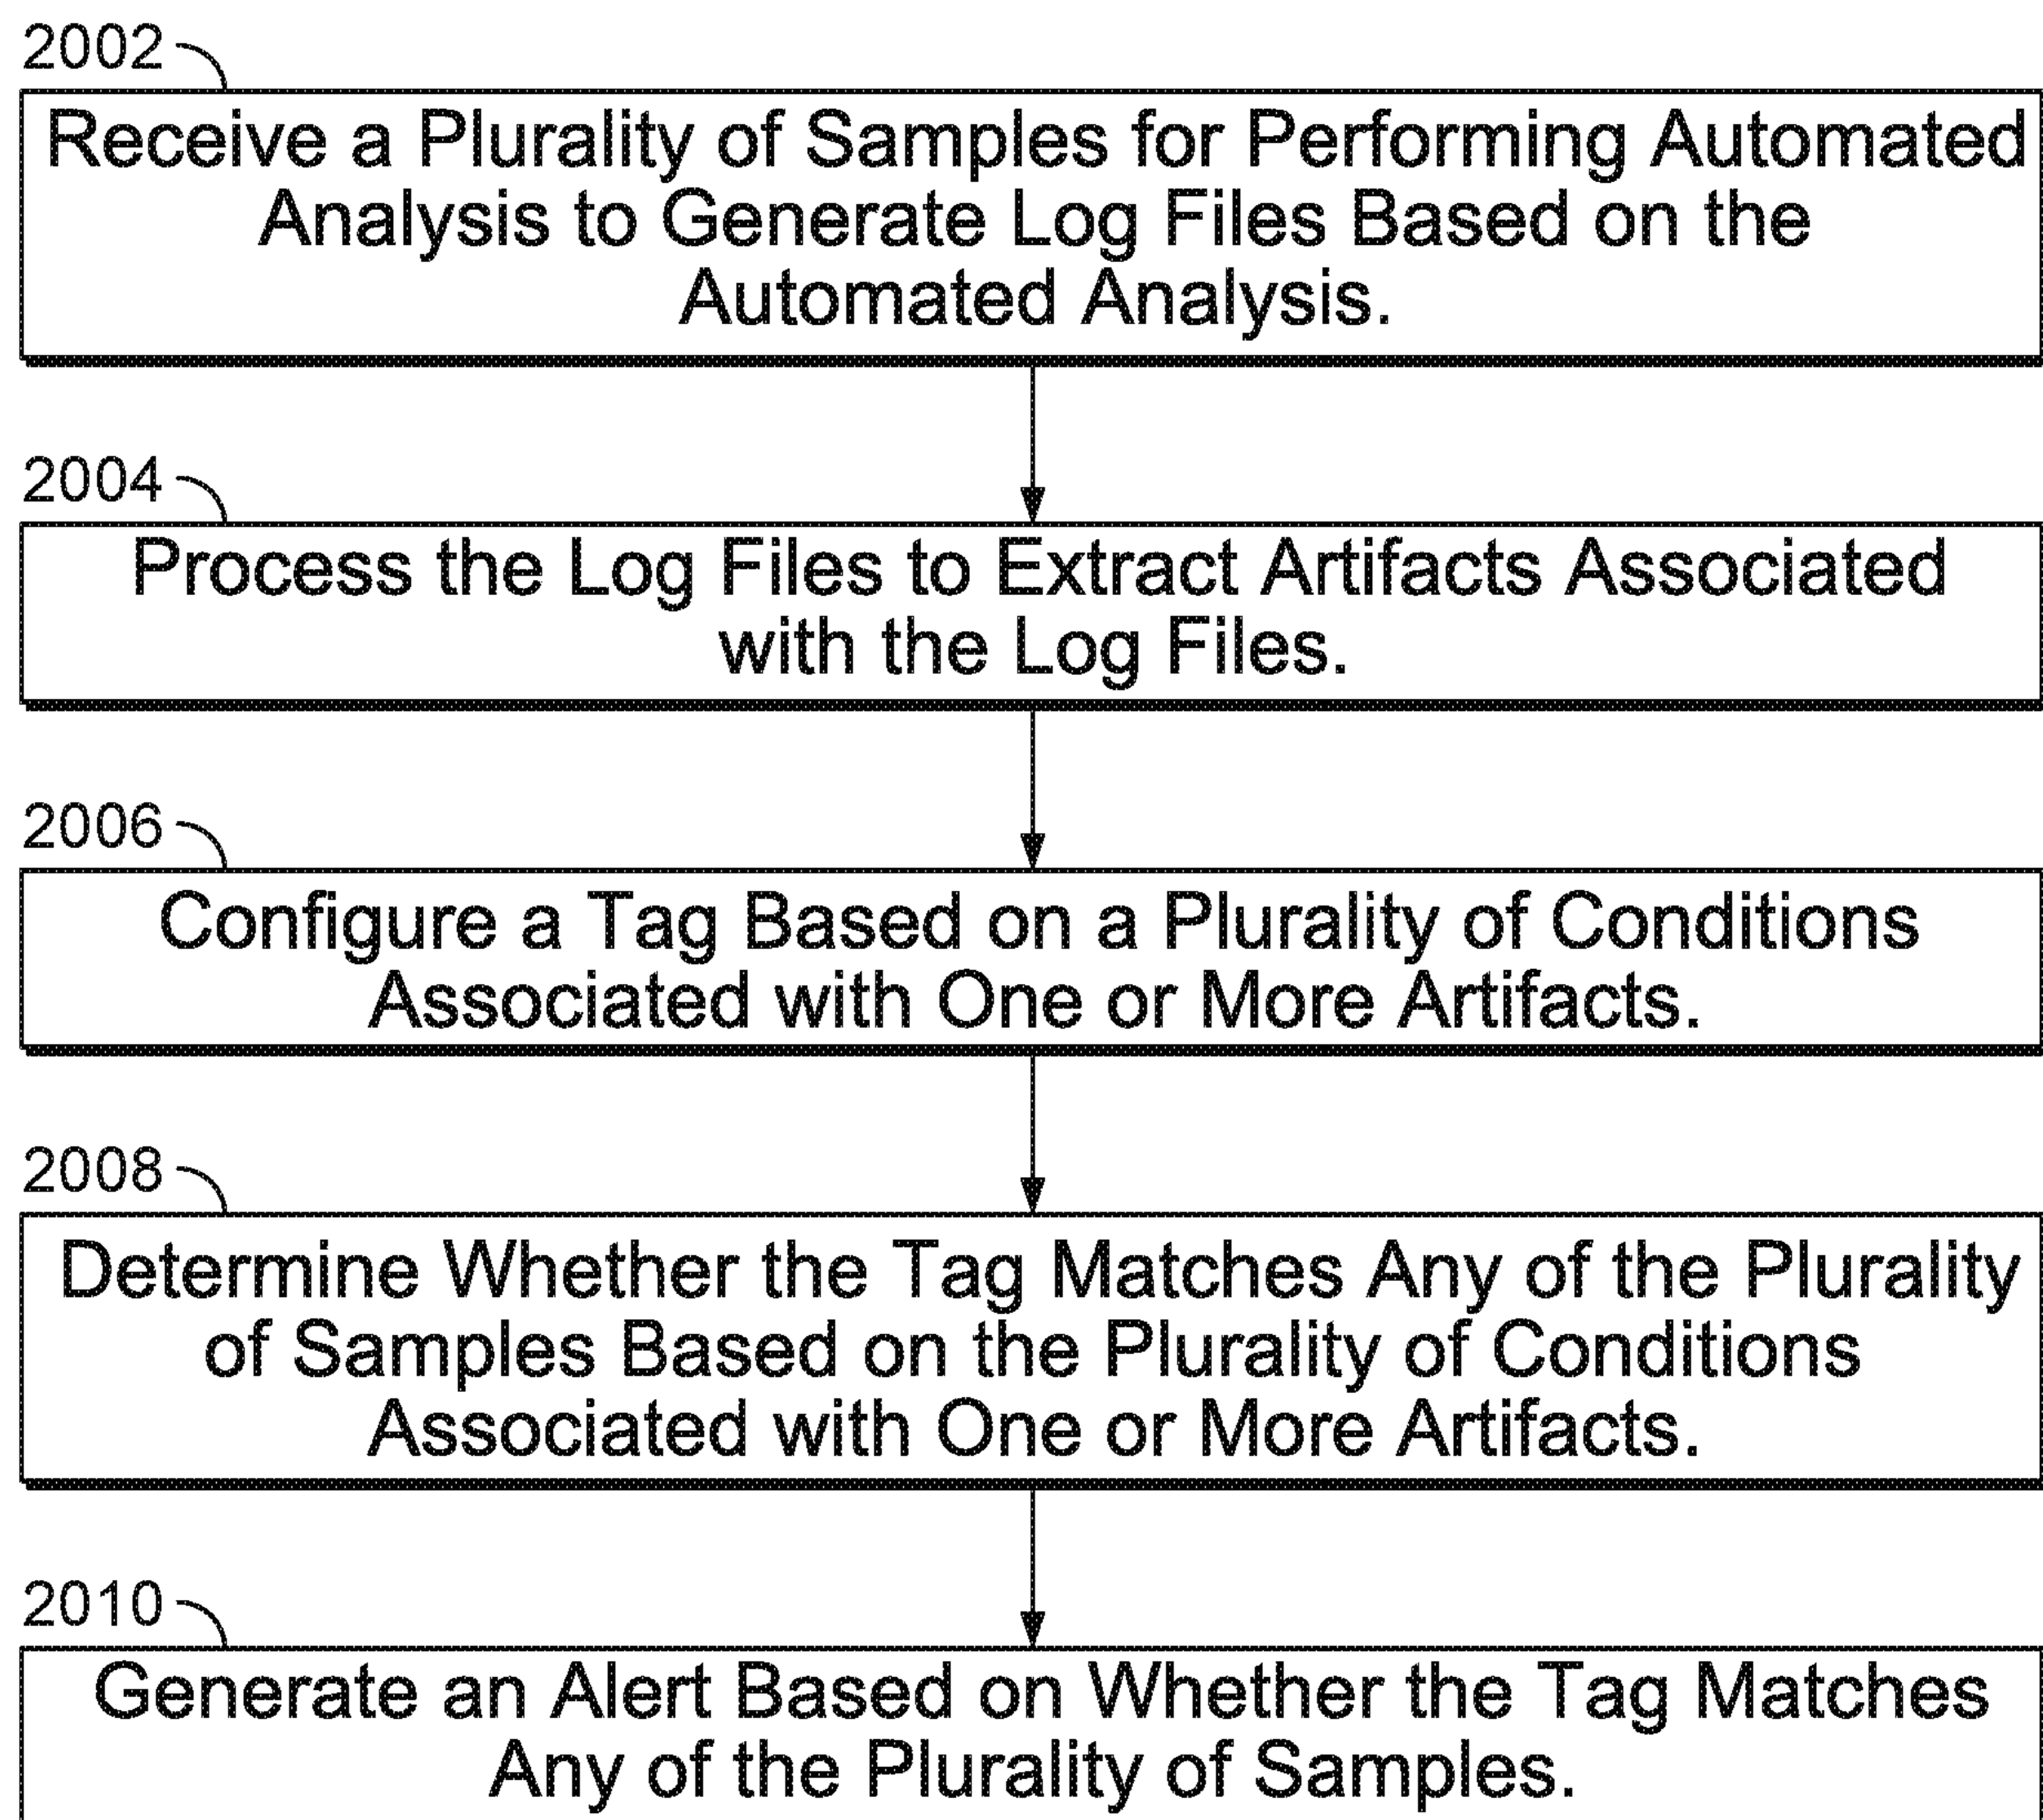 2002
Receive a Plurality of Samples for Performing Automated
Analysis to Generate Log Files Based on the
Automated Analysis.
2004
Process the Log Files to Extract Artifacts Associated
with the Log Files.
2006
Configure a Tag Based on a Plurality of Conditions
Associated with One or More Artifacts.
2008
Determine Whether the Tag Matches Any of the Plurality
of Samples Based on the Plurality of Conditions
Associated with One or More Artifacts.
2010
Generate an Alert Based on Whether the Tag Matches
Any of the Plurality of Samples.